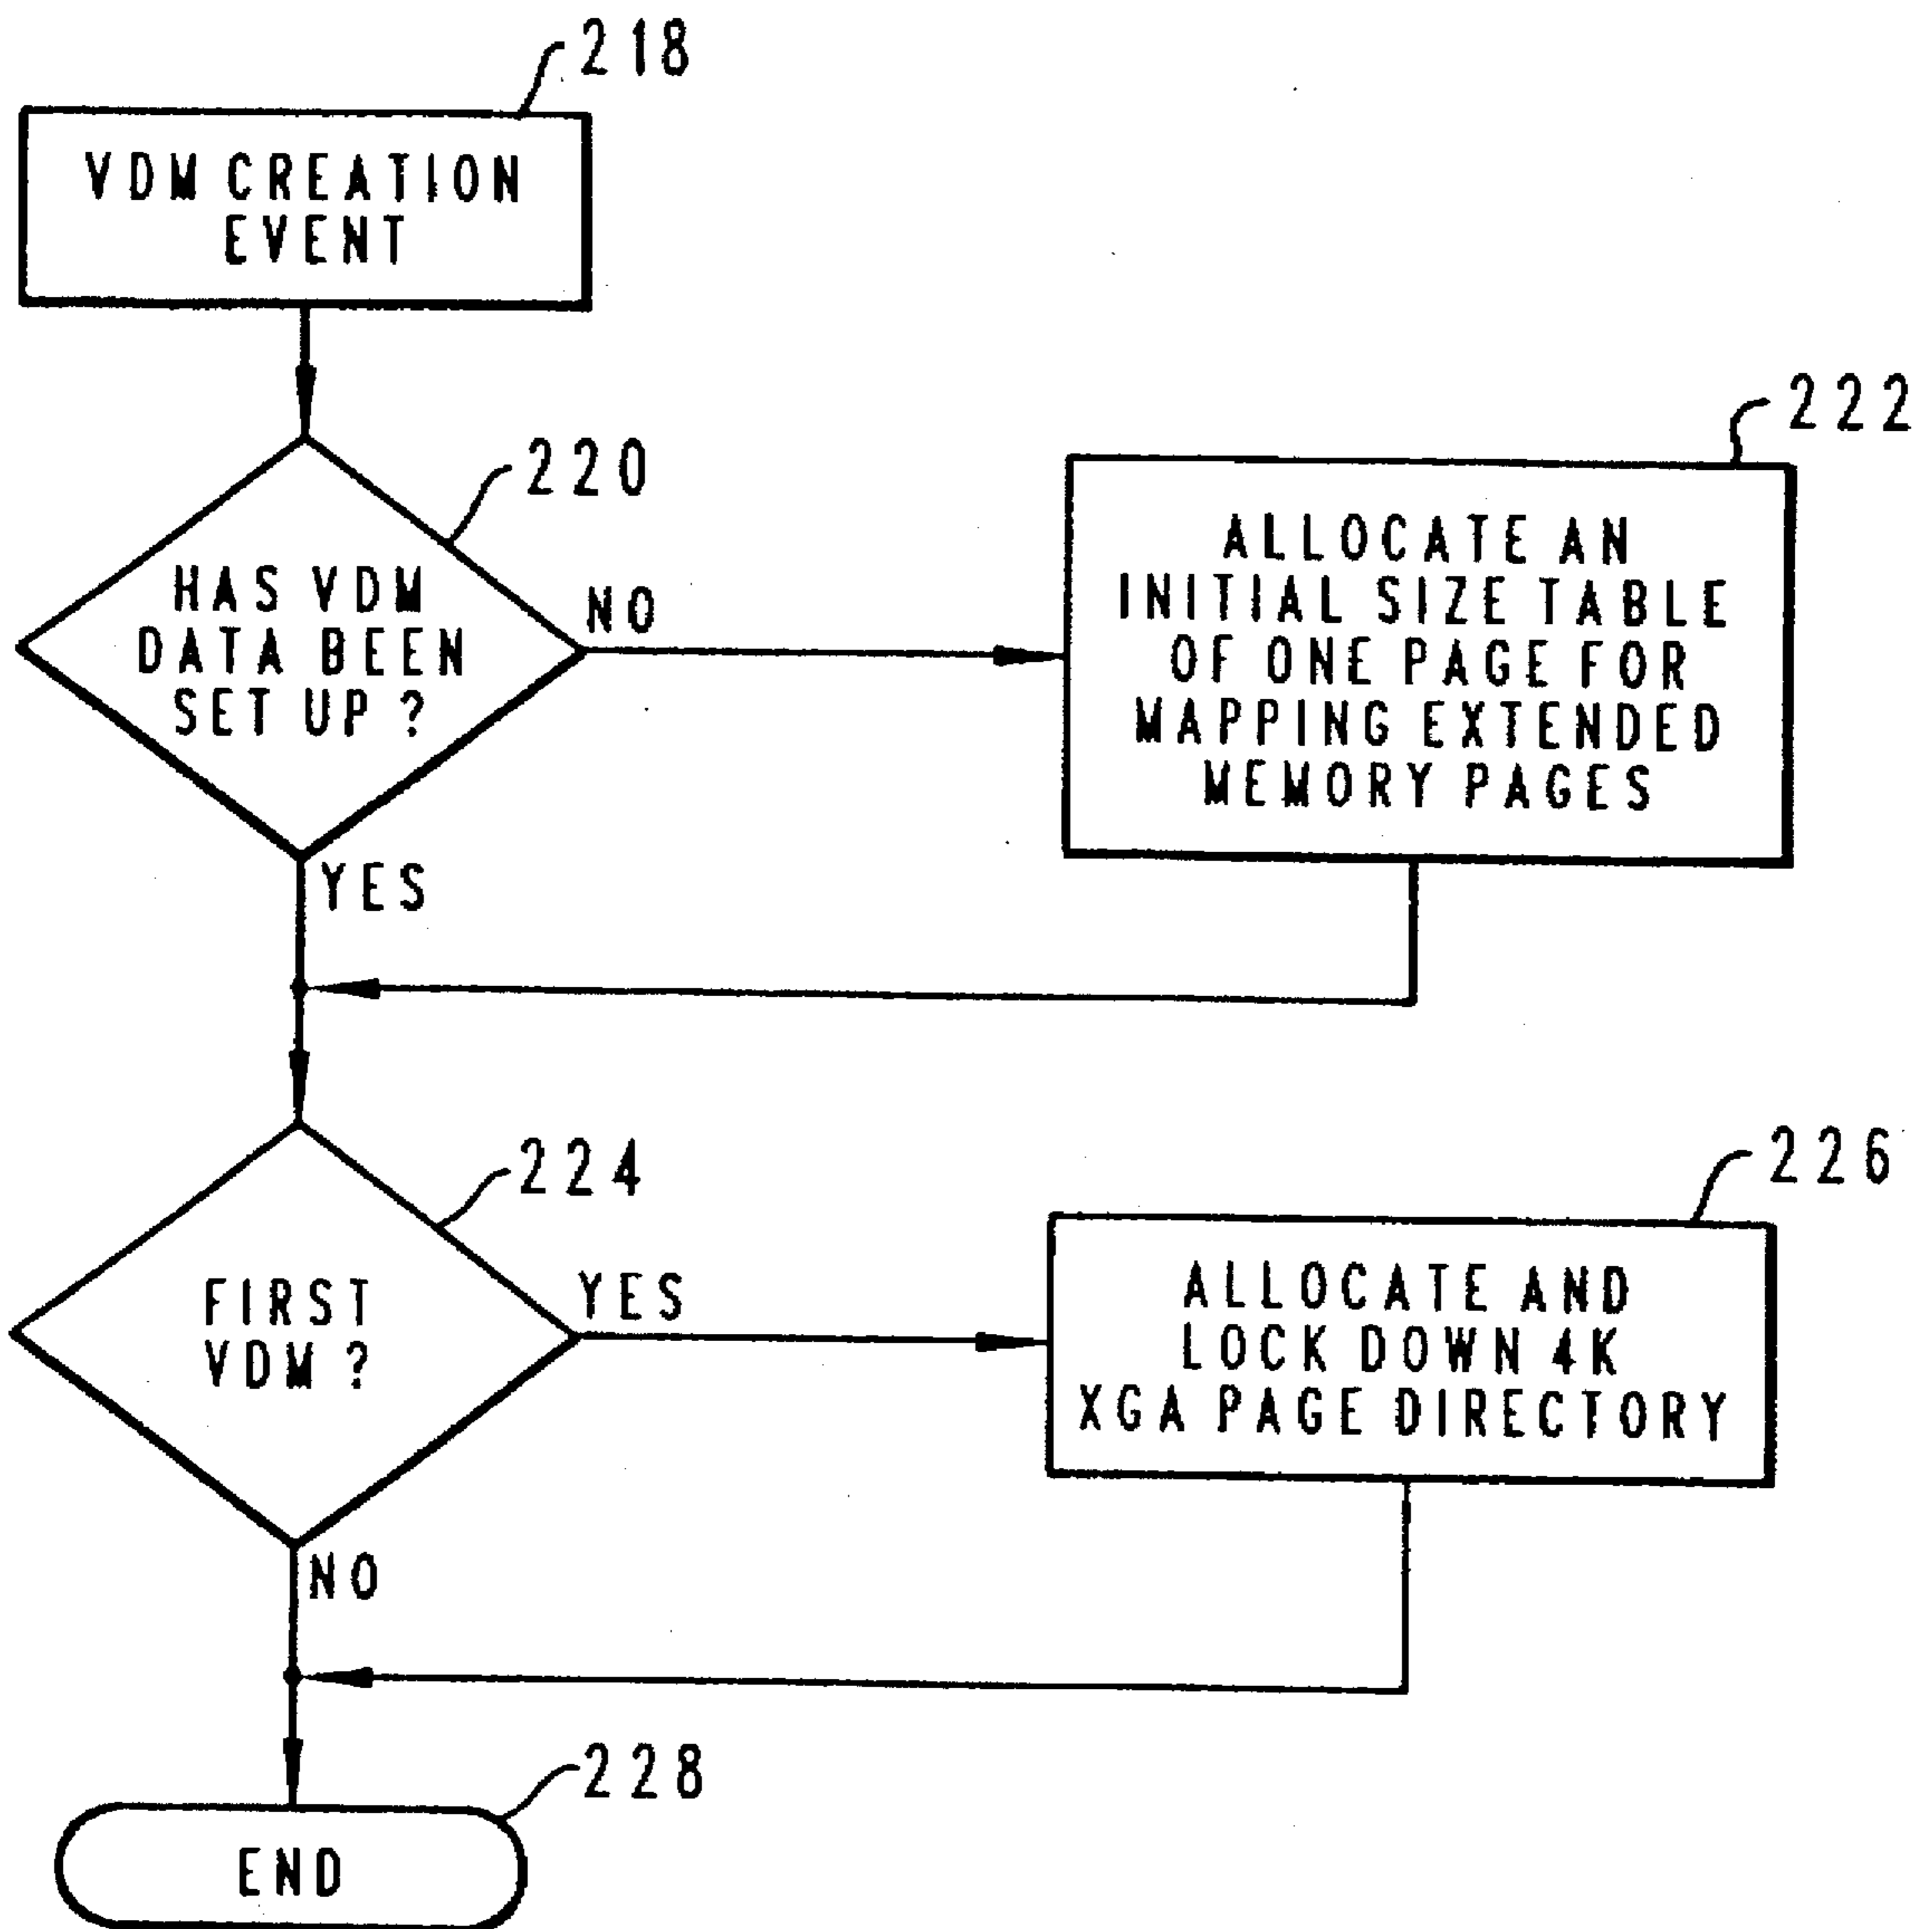 218
VDM CREATION
EVENT
220
HAS VDM
DATA BEEN
SET UP ?
NO
YES
222
ALLOCATE AN
INITIAL SIZE TABLE
OF ONE PAGE FOR
MAPPING EXTENDED
MEMORY PAGES
224
FIRST
VDM ?
YES
NO
226
ALLOCATE AND
LOCK DOWN 4K
XGA PAGE DIRECTORY
228
END